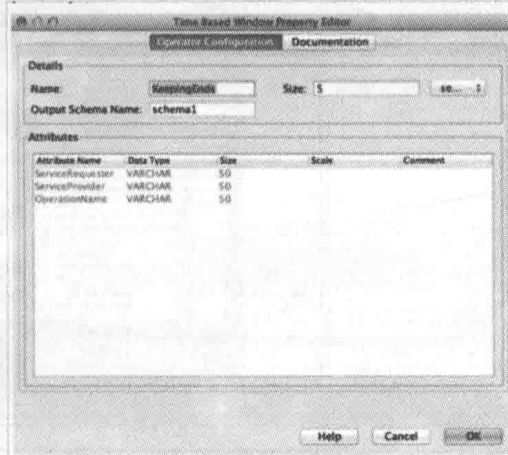 Time Based Window Property Editor
Operator Configuration Documentation
Details
Name: KeepingEnds Size: 5 se...
Output Schema Name: schema1
Attributes
Attribute Name Data Type Size Scale Comment
ServiceRequester VARCHAR 50
ServiceProvider VARCHAR 50
OperationName VARCHAR 50
Help Cancel OK